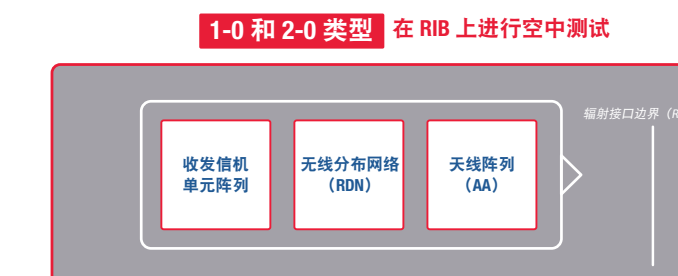 1-0 和 2-0 类型 在 RIB 上进行空中测试
辐射接口边界（R
收发信机
单元阵列
无线分布网络
（RDN）
天线阵列
（AA）